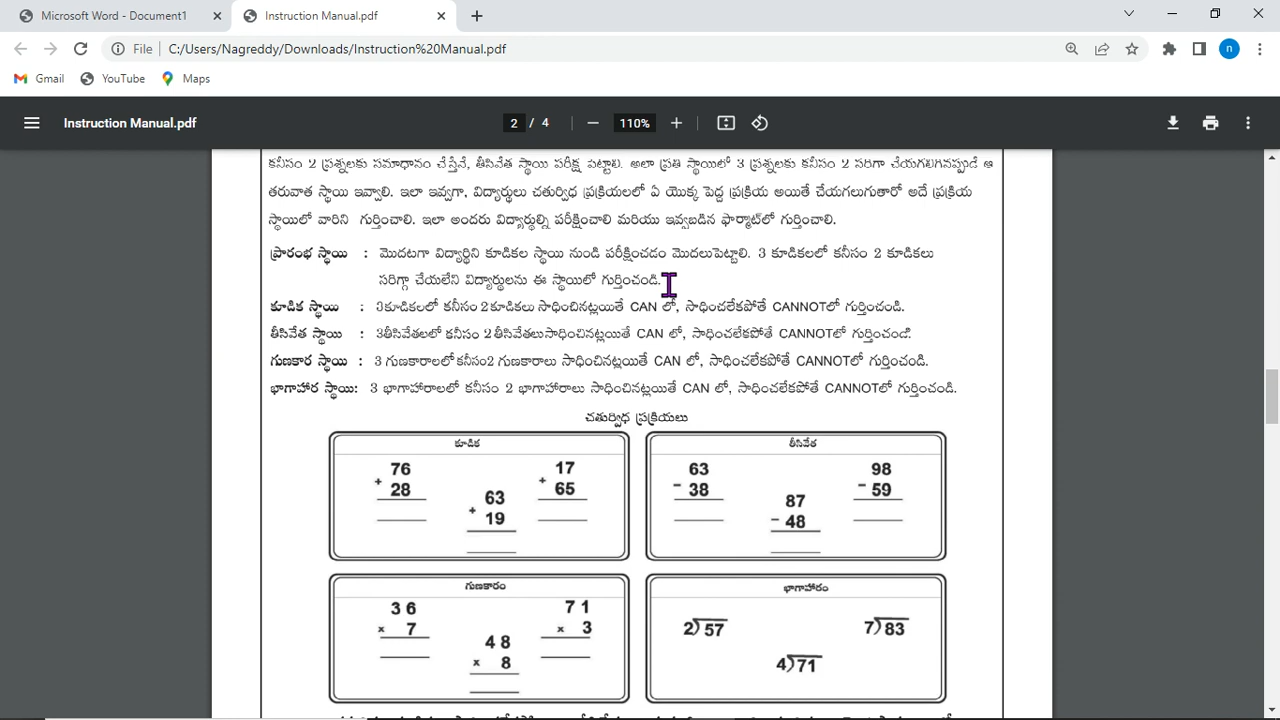 Microsoft Word - Document1
Instruction Manual.pdf
File
C:/Users/Nagreddy/Downloads/Instruction%20Manual.pdf
n
Gmail
YouTube
Maps
Instruction Manual.pdf
2 / 4
110%
కనీసం 2 ప్రశ్నలకు సమాధానం చేస్తేనే, తీసివేత స్థాయి పరీక్ష పెట్టాలి. అలా ప్రతి స్థాయిలో 3 ప్రశ్నలకు కనీసం 2 సరిగా చేయగలిగినప్పుడే ఆ
తరువాత స్థాయి ఇవ్వాలి. ఇలా ఇవ్వగా, విద్యార్థులు చతుర్విధ ప్రక్రియలలో ఏ యొక్క పెద్ద ప్రక్రియ అయితే చేయగలుగుతారో అదే ప్రక్రియ
స్థాయిలో వారిని గుర్తించాలి. ఇలా అందరు విద్యార్థుల్ని పరీక్షించాలి మరియు ఇవ్వబడిన ఫార్మాట్‌లో గుర్తించాలి.
ప్రారంభ స్థాయి : మొదటగా విద్యార్థిని కూడికల స్థాయి నుండి పరీక్షించడం మొదలుపెట్టాలి. 3 కూడికలలో కనీసం 2 కూడికలు
సరిగ్గా చేయలేని విద్యార్థులను ఈ స్థాయిలో గుర్తించండి.
కూడిక స్థాయి : 3కూడికలలో కనీసం 2కూడికలు సాధించినట్లయితే CAN లో, సాధించలేకపోతే CANNOTలో గుర్తించండి.
తీసివేత స్థాయి : 3తీసివేతలలో కనీసం 2తీసివేతలుసాధించినట్లయితే CAN లో, సాధించలేకపోతే CANNOTలో గుర్తించండి.
గుణకార స్థాయి : 3 గుణకారాలలో కనీసం2 గుణకారాలు సాధించినట్లయితే CAN లో, సాధించలేకపోతే CANNOTలో గుర్తించండి.
భాగాహార స్థాయి: 3 భాగాహారాలలో కనీసం 2 భాగాహారాలు సాధించినట్లయితే CAN లో, సాధించలేకపోతే CANNOTలో గుర్తించండి.
చతుర్విధ ప్రక్రియలు
కూడిక
76
+ 28
63
+ 19
17
+ 65
తీసివేత
63
- 38
87
- 48
98
- 59
గుణకారం
36
x 7
48
x 8
71
x 3
భాగాహారం
2)57
4)71
7)83